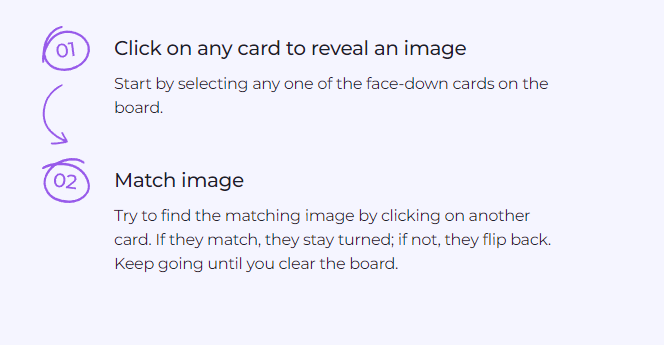 01
Click on any card to reveal an image
Start by selecting any one of the face-down cards on the
board.
02
Match image
Try to find the matching image by clicking on another
card. If they match, they stay turned; if not, they flip back.
Keep going until you clear the board.